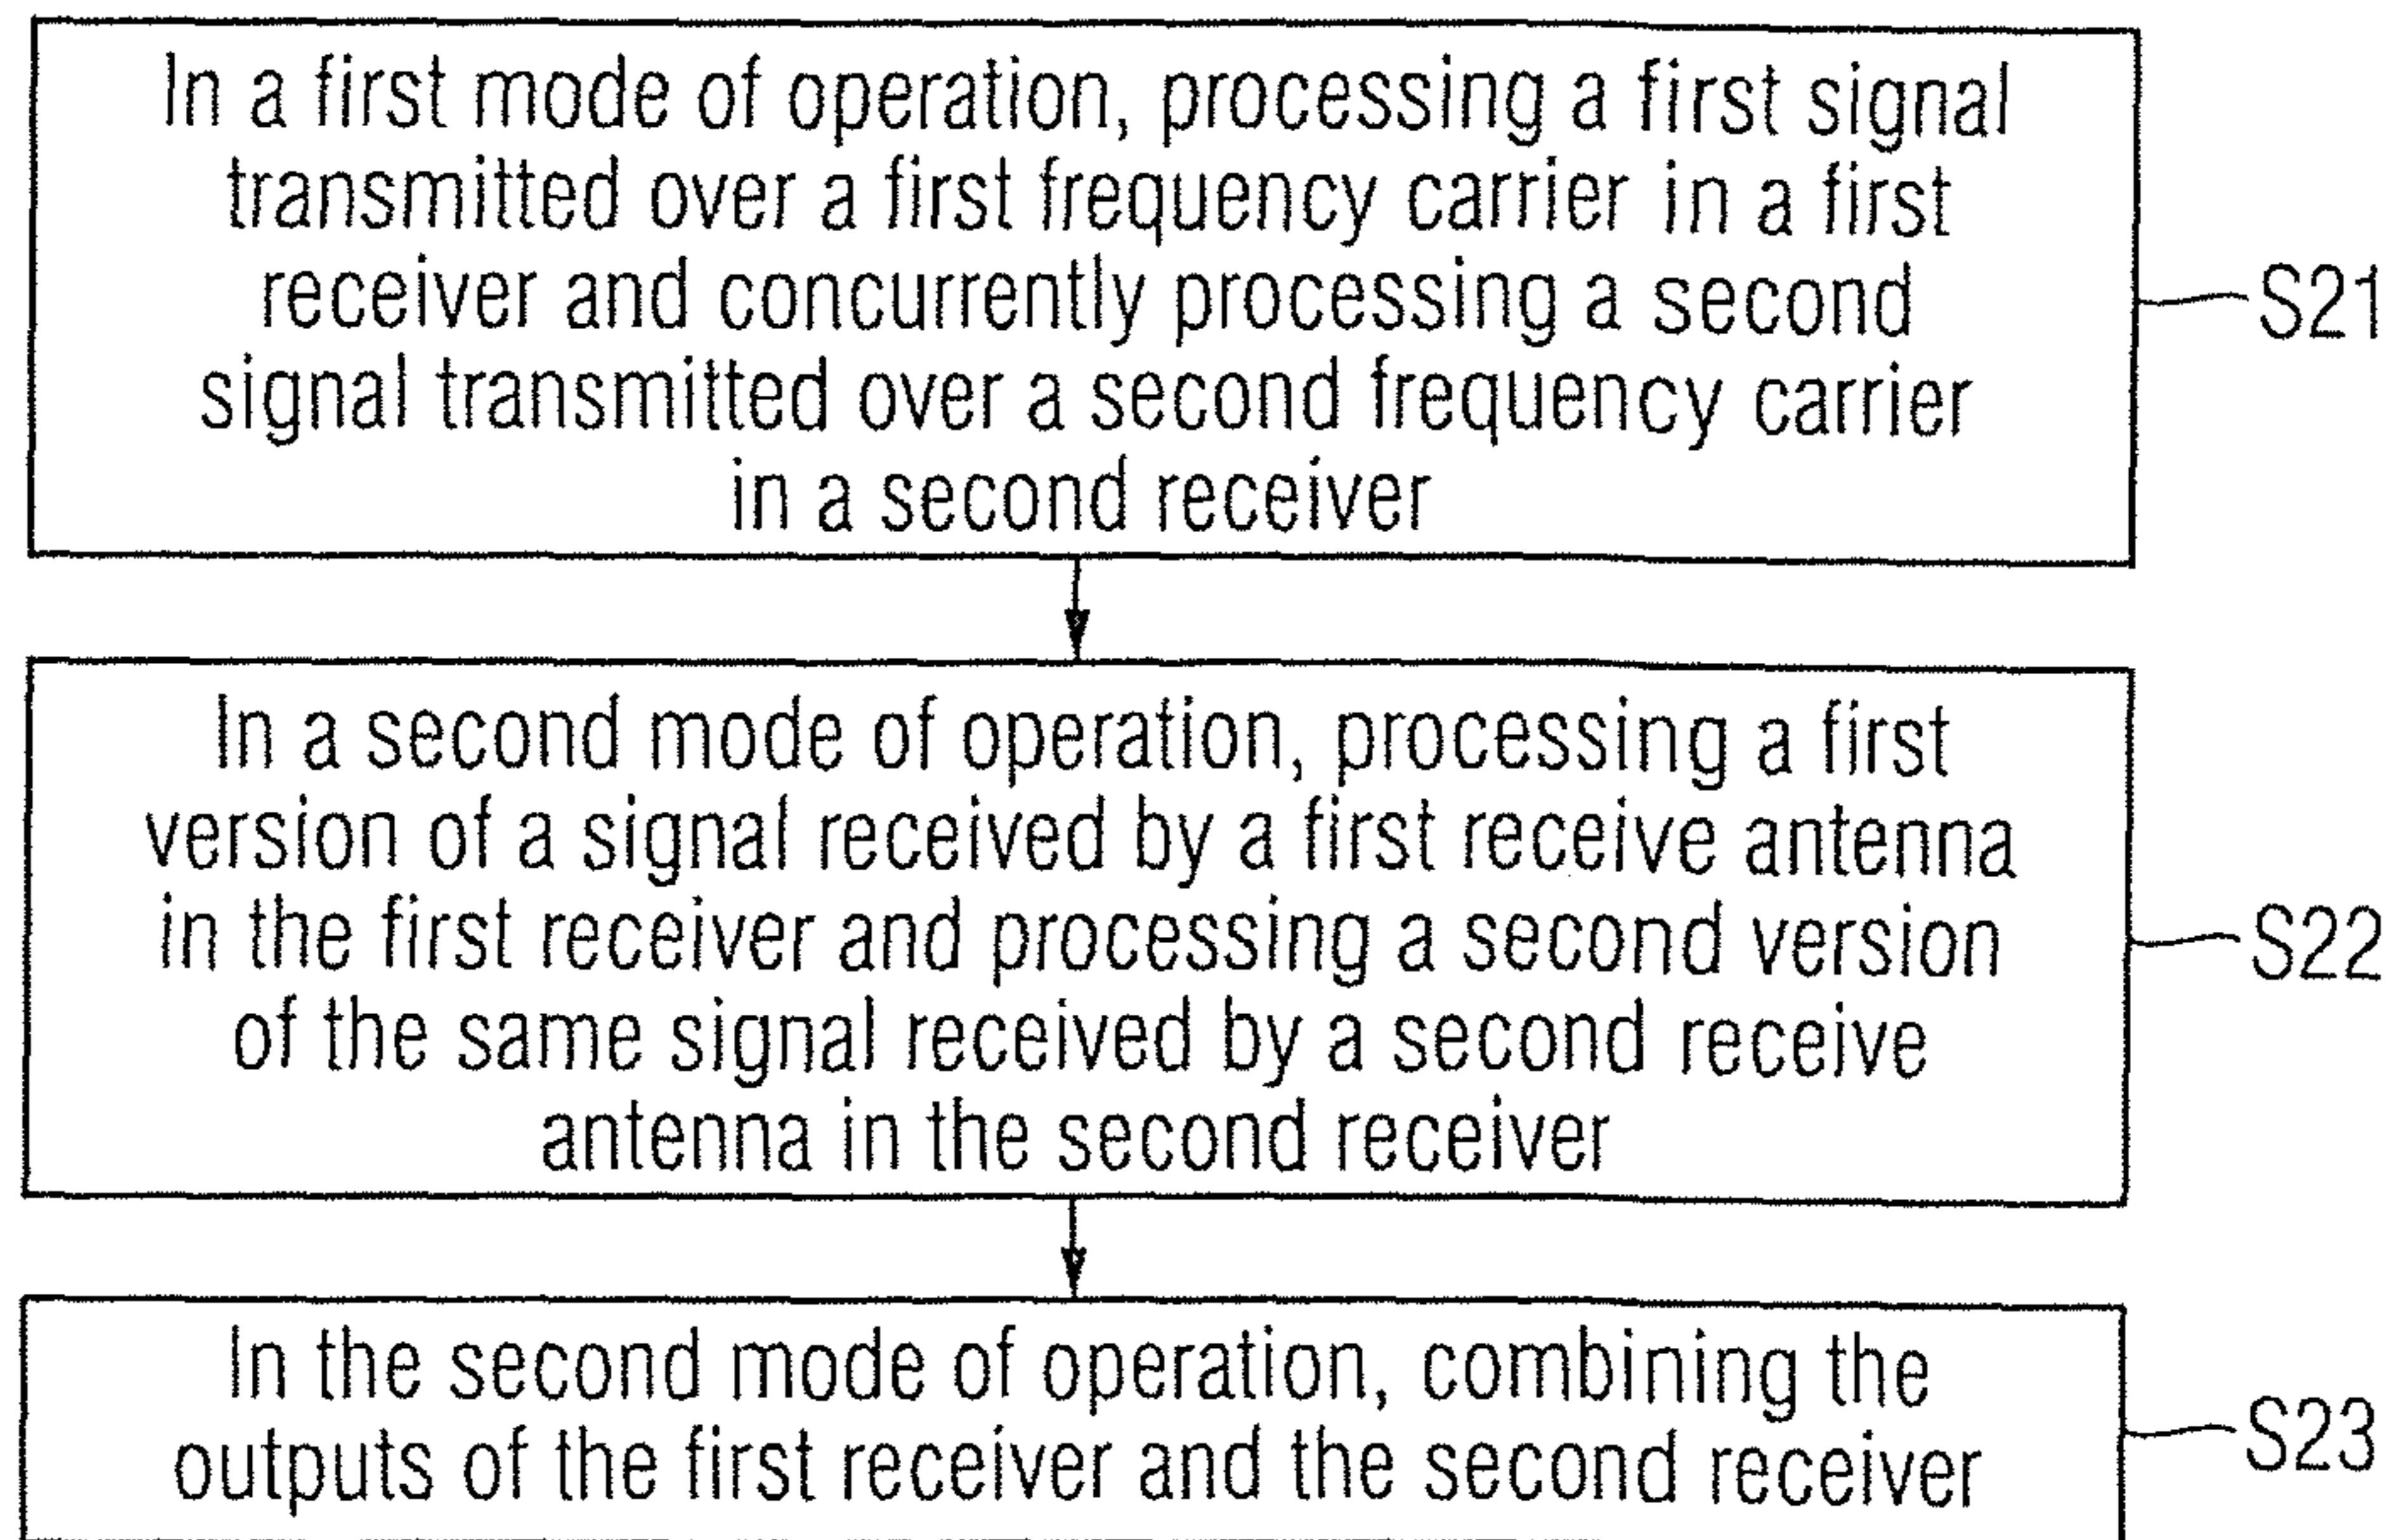 In a first mode of operation, processing a first signal
transmitted over a first frequency carrier in a first
receiver and concurrently processing a second
signal transmitted over a second frequency carrier
in a second receiver
S21
In a second mode of operation, processing a first
version of a signal received by a first receive antenna
in the first receiver and processing a second version
of the same signal received by a second receive
antenna in the second receiver
S22
In the second mode of operation, combining the
outputs of the first receiver and the second receiver
S23